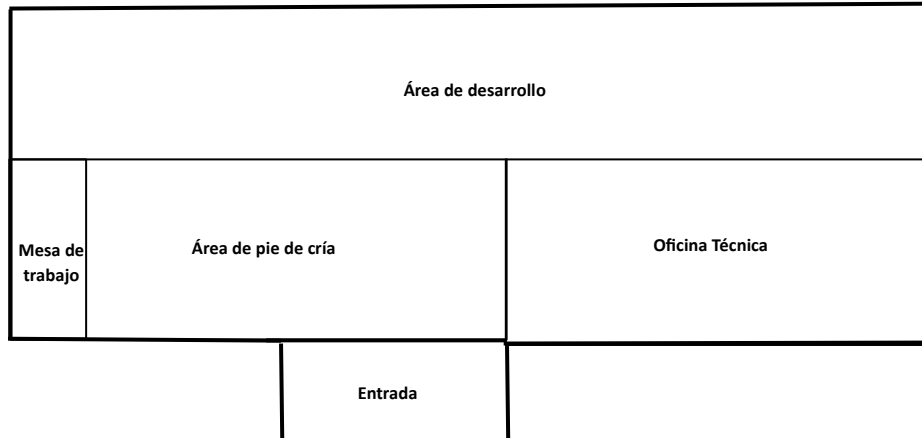 Área de desarrollo
Mesa de
trabajo
Área de pie de cría
Oficina Técnica
Entrada